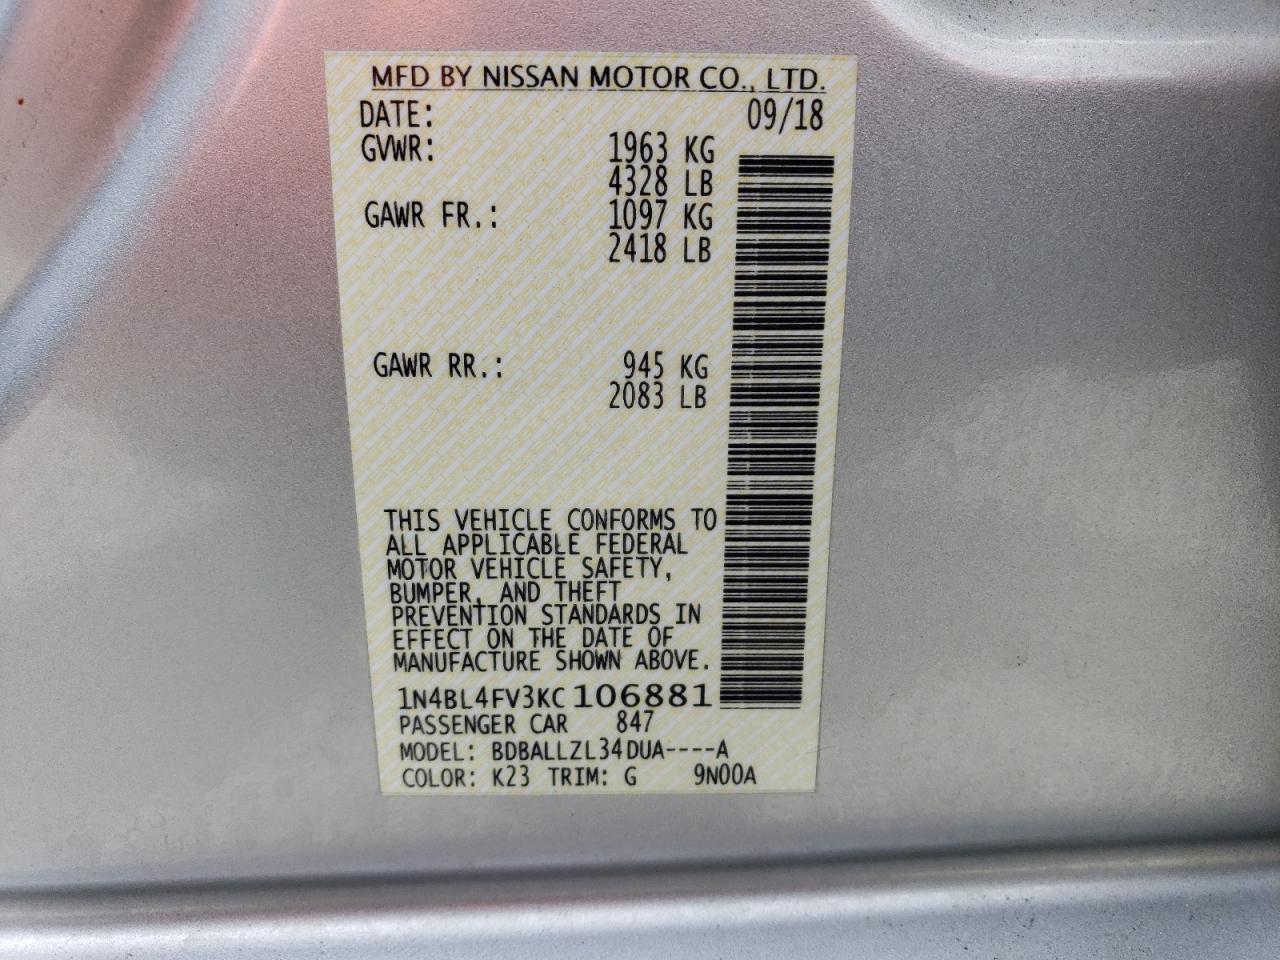 MFD BY NISSAN MOTOR CO., LTD.
DATE: 09/18
GVWR: 1963 KG
4328 LB
GAWR FR.: 1097 KG
2418 LB
GAWR RR.: 945 KG
2083 LB
THIS VEHICLE CONFORMS TO
ALL APPLICABLE FEDERAL
MOTOR VEHICLE SAFETY,
BUMPER, AND THEFT
PREVENTION STANDARDS IN
EFFECT ON THE DATE OF
MANUFACTURE SHOWN ABOVE.
1N4BL4FV3KC106881
PASSENGER CAR 847
MODEL: BDBALLZL34DUA----A
COLOR: K23 TRIM: G 9N00A